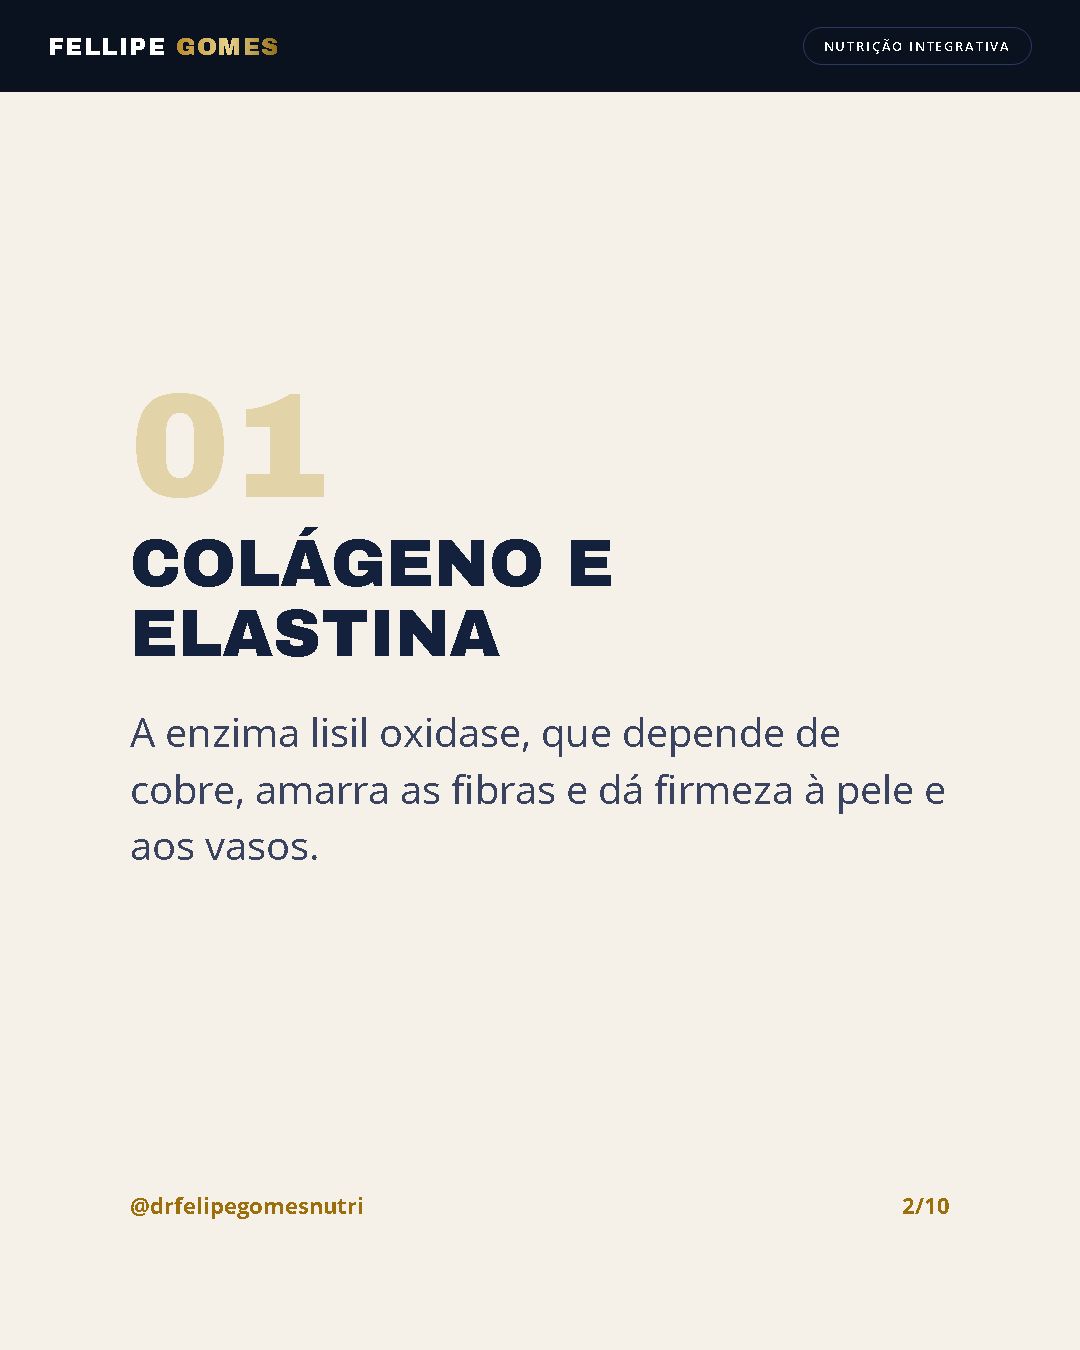 FELLIPE GOMES
NUTRIÇÃO INTEGRATIVA
01
COLÁGENO E
ELASTINA
A enzima lisil oxidase, que depende de
cobre, amarra as fibras e dá firmeza à pele e
aos vasos.
@drfelipegomesnutri
2/10